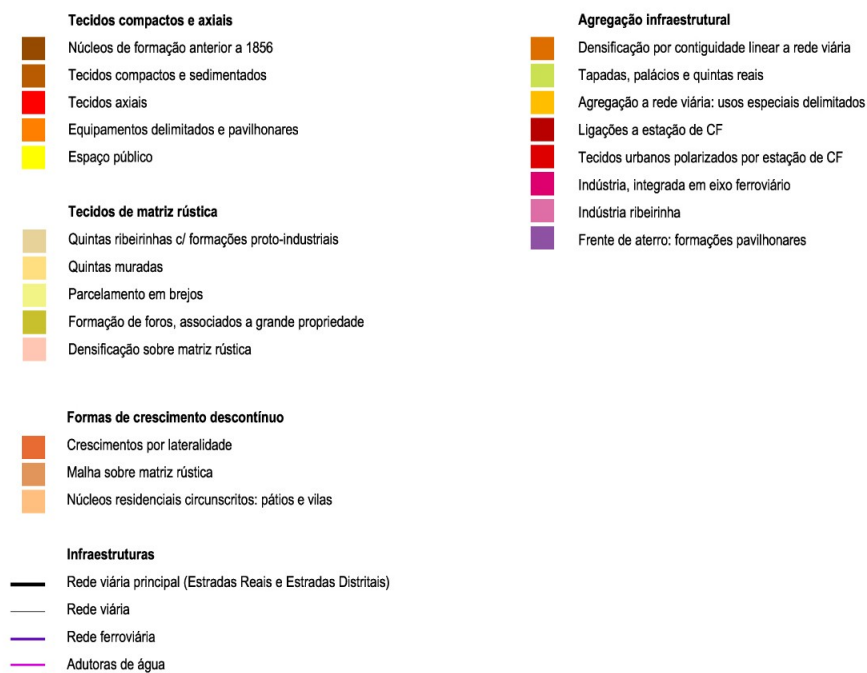 Tecidos compactos e axiais
Núcleos de formação anterior a 1856
Tecidos compactos e sedimentados
Tecidos axiais
Equipamentos delimitados e pavilhonares
Espaço público
Tecidos de matriz rústica
Quintas ribeirinhas c/ formações proto-industriais
Quintas muradas
Parcelamento em brejos
Formação de foros, associados a grande propriedade
Densificação sobre matriz rústica
Formas de crescimento descontínuo
Crescimentos por lateralidade
Malha sobre matriz rústica
Núcleos residenciais circunscritos: pátios e vilas
Infraestruturas
Rede viária principal (Estradas Reais e Estradas Distritais)
Rede viária
Rede ferroviária
Adutoras de água
Agregação infraestrutural
Densificação por contiguidade linear a rede viária
Tapadas, palácios e quintas reais
Agregação a rede viária: usos especiais delimitados
Ligações a estação de CF
Tecidos urbanos polarizados por estação de CF
Indústria, integrada em eixo ferroviário
Indústria ribeirinha
Frente de aterro: formações pavilhonares